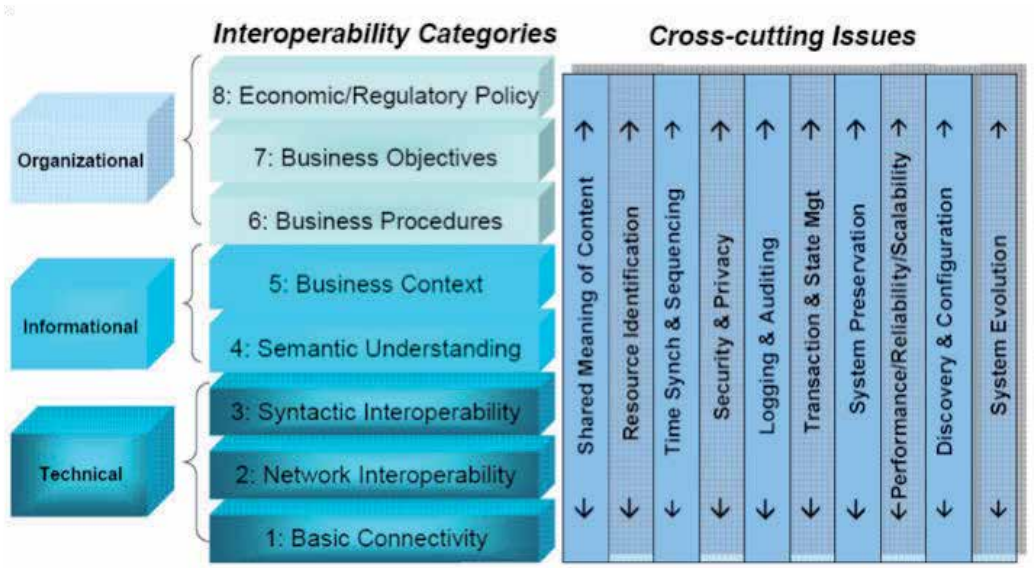 Interoperability Categories
Cross-cutting Issues
Organizational
8: Economic/Regulatory Policy
7: Business Objectives
6: Business Procedures
Informational
5: Business Context
4: Semantic Understanding
Technical
3: Syntactic Interoperability
2: Network Interoperability
1: Basic Connectivity
Shared Meaning of Content
Resource Identification
Time Synch & Sequencing
Security & Privacy
Logging & Auditing
Transaction & State Mgt
System Preservation
Performance/Reliability/Scalability
Discovery & Configuration
System Evolution